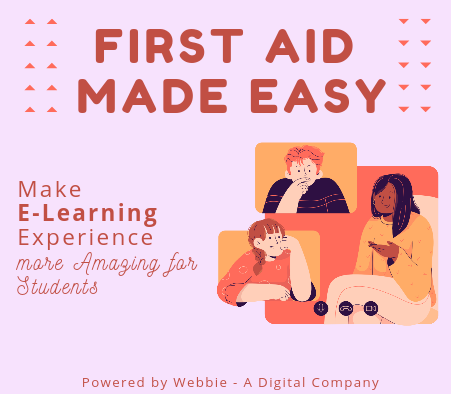 FIRST AID
MADE EASY
Make
E-Learning
Experience
more Amazing for
Students
Powered by Webbie - A Digital Company